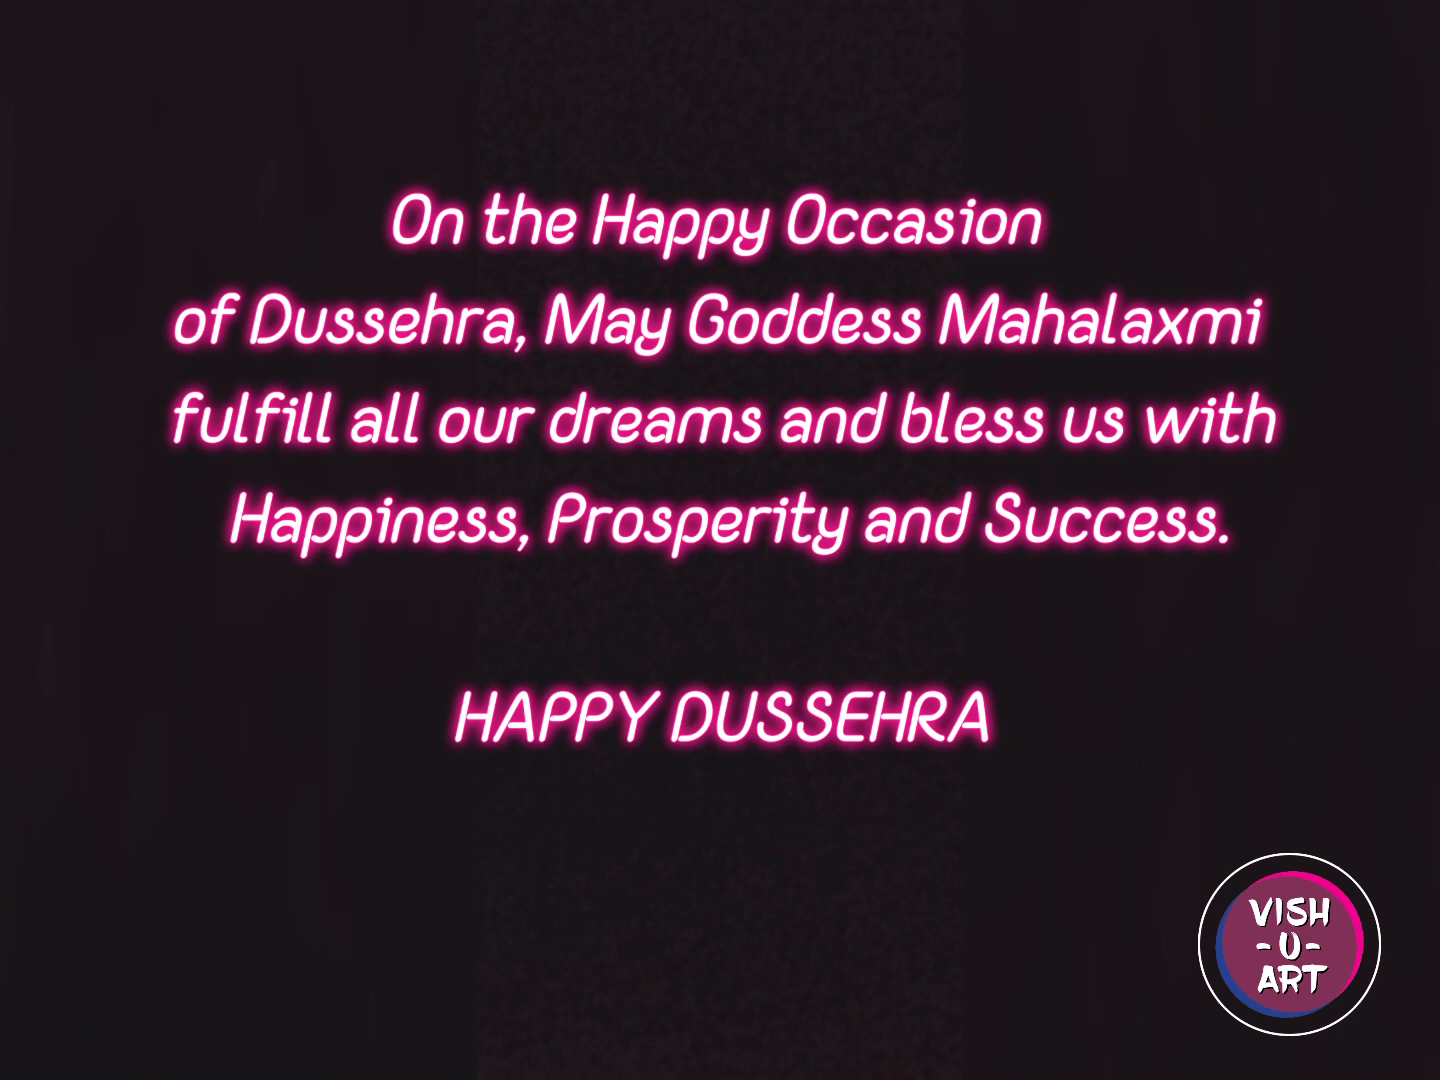 On the Happy Occasion
of Dussehra, May Goddess Mahalaxmi
fulfill all our dreams and bless us with
Happiness, Prosperity and Success.
HAPPY DUSSEHRA
VISH
-U-
ART